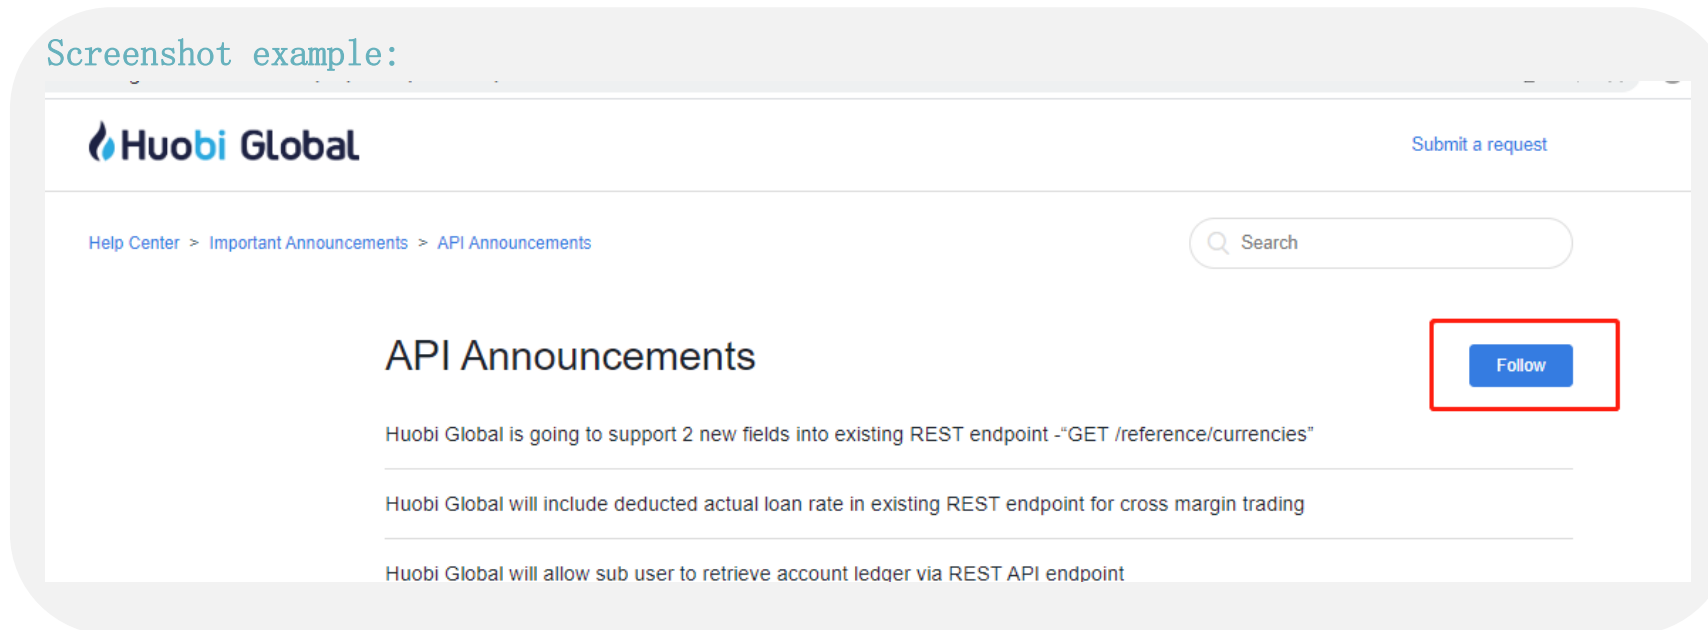 Screenshot example:
Huobi Global
Submit a request
Help Center > Important Announcements > API Announcements
Search
API Announcements
Follow
Huobi Global is going to support 2 new fields into existing REST endpoint -“GET /reference/currencies”
Huobi Global will include deducted actual loan rate in existing REST endpoint for cross margin trading
Huobi Global will allow sub user to retrieve account ledger via REST API endpoint